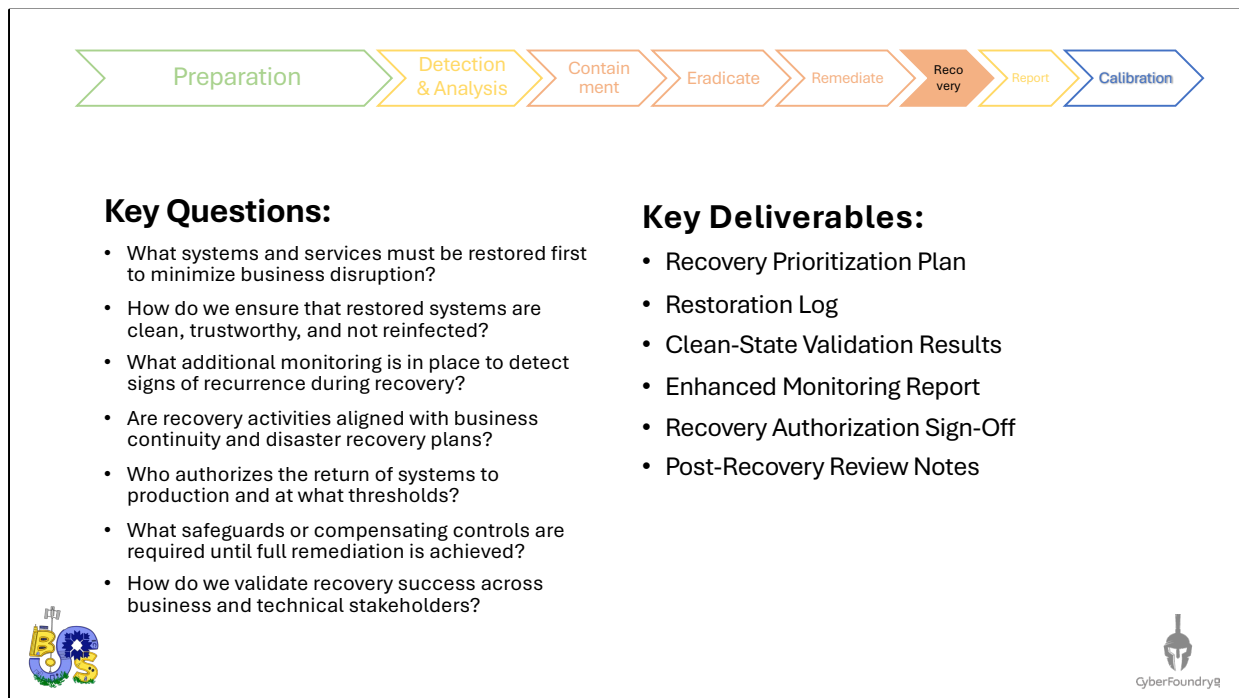 Preparation
Detection
& Analysis
Contain
ment
Eradicate
Remediate
Reco
very
Report
Calibration
Key Questions:
• What systems and services must be restored first
to minimize business disruption?
• How do we ensure that restored systems are
clean, trustworthy, and not reinfected?
• What additional monitoring is in place to detect
signs of recurrence during recovery?
• Are recovery activities aligned with business
continuity and disaster recovery plans?
• Who authorizes the return of systems to
production and at what thresholds?
• What safeguards or compensating controls are
required until full remediation is achieved?
• How do we validate recovery success across
business and technical stakeholders?
Key Deliverables:
• Recovery Prioritization Plan
• Restoration Log
• Clean-State Validation Results
• Enhanced Monitoring Report
• Recovery Authorization Sign-Off
• Post-Recovery Review Notes
CyberFoundry